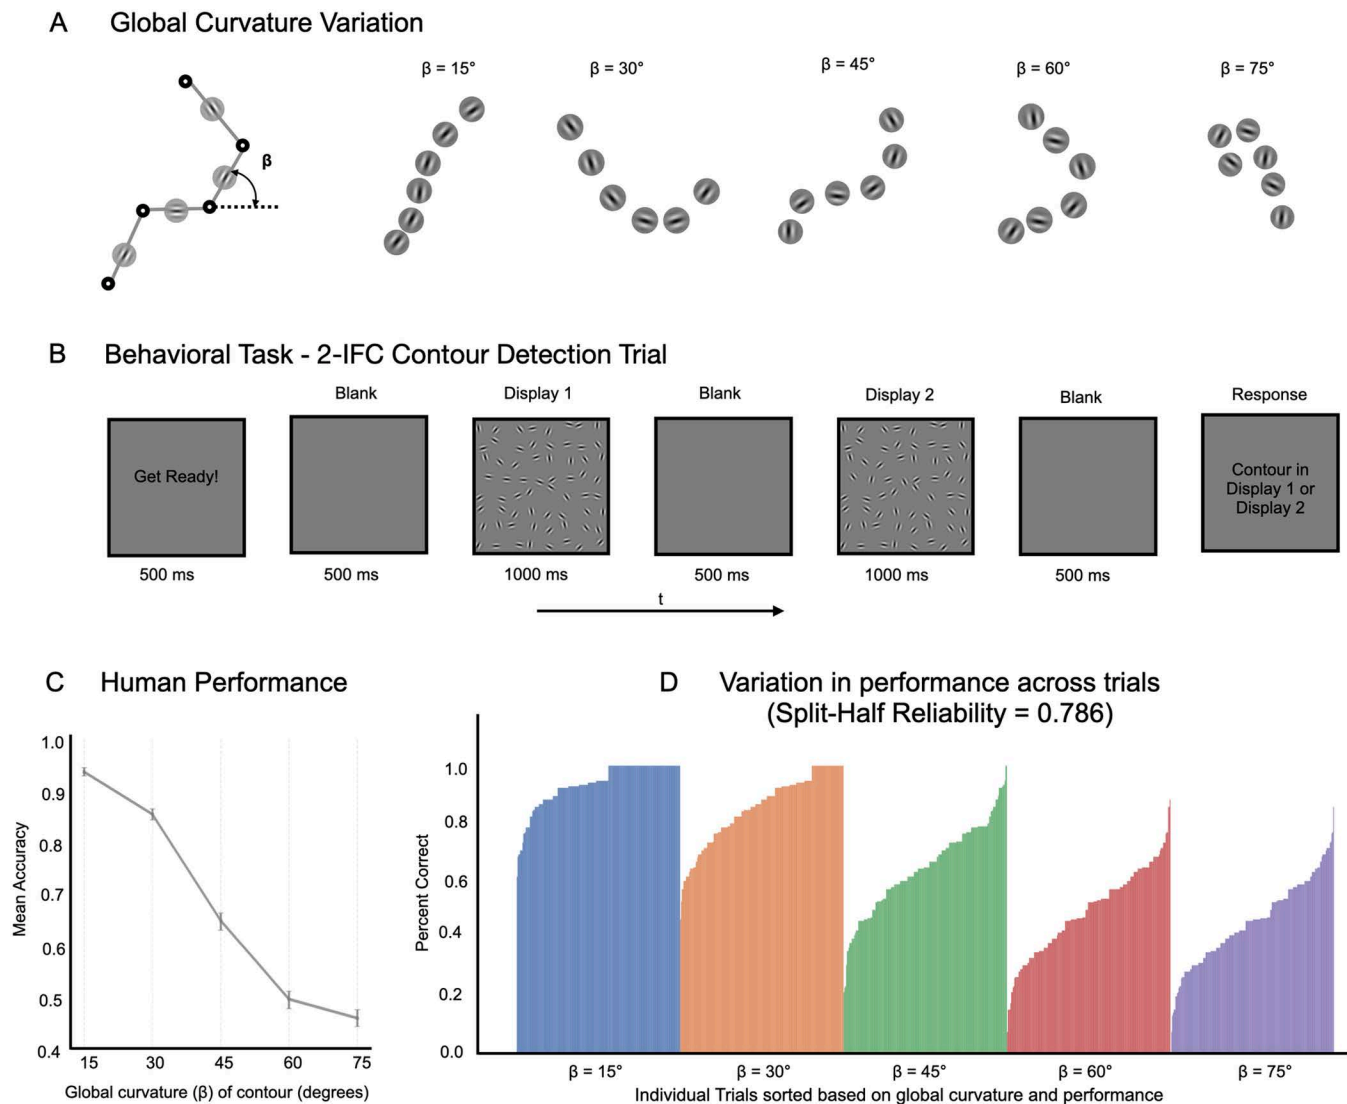 A Global Curvature Variation
β
β = 15°
β = 30°
β = 45°
β = 60°
β = 75°
B Behavioral Task - 2-IFC Contour Detection Trial
Get Ready!
500 ms
Blank
500 ms
Display 1
1000 ms
Blank
500 ms
Display 2
1000 ms
Blank
500 ms
Response
Contour in
Display 1 or
Display 2
t
C Human Performance
Mean Accuracy
1.0
0.9
0.8
0.7
0.6
0.5
0.4
15 30 45 60 75
Global curvature (β) of contour (degrees)
D Variation in performance across trials
(Split-Half Reliability = 0.786)
Percent Correct
1.0
0.8
0.6
0.4
0.2
0.0
β = 15° β = 30° β = 45° β = 60° β = 75°
Individual Trials sorted based on global curvature and performance